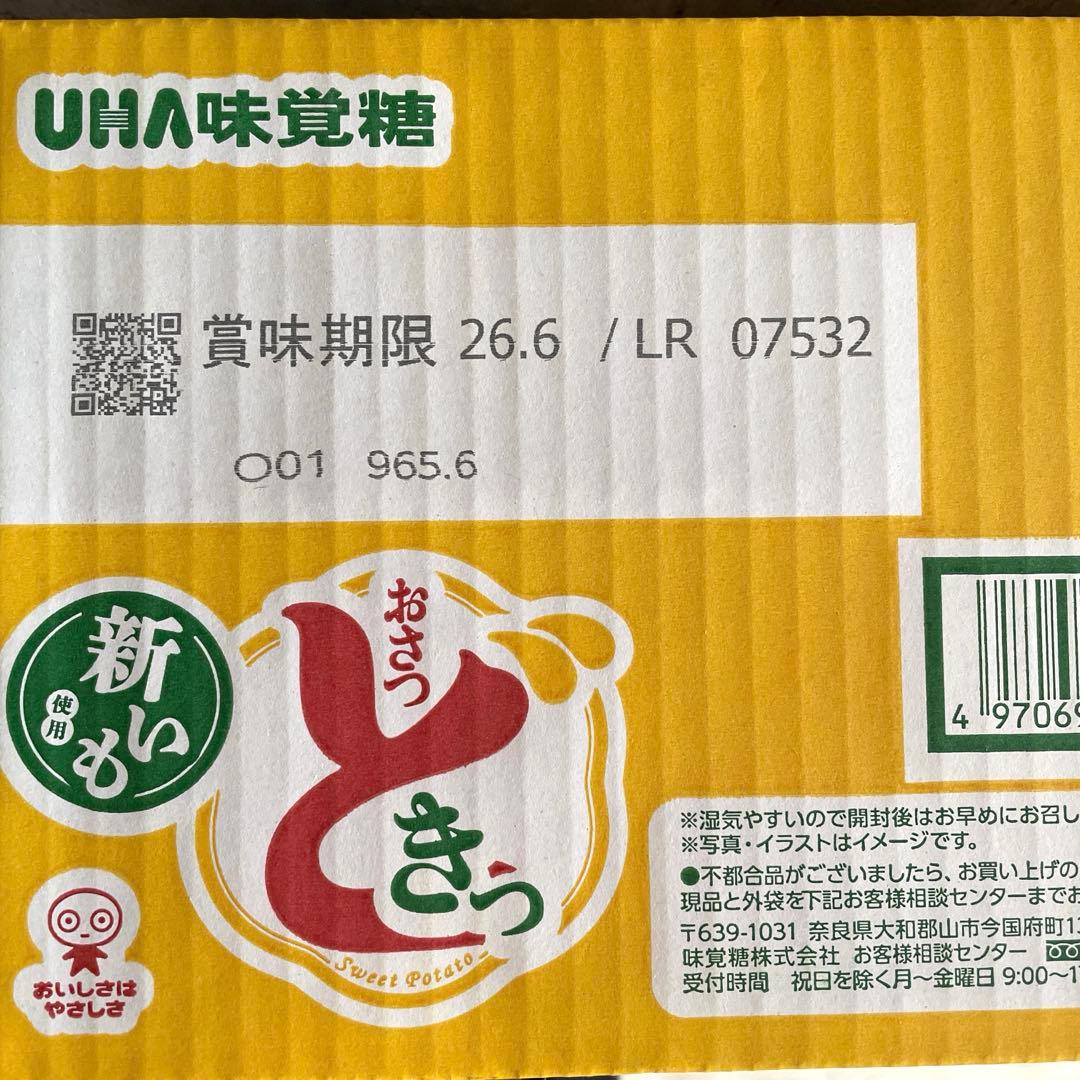 UHA味覚糖
賞味期限 26.6 / LR 07532
001 965.6
新いも
使用
おさつ
どきっ
Sweet Potato
おいしさは
やさしさ
4 97069
※湿気やすいので開封後はお早めにお召し
※写真・イラストはイメージです。
●不都合品がございましたら、お買い上げの
現品と外袋を下記お客様相談センターまでお
〒639-1031 奈良県大和郡山市今国府町1
味覚糖株式会社 お客様相談センター
受付時間 祝日を除く月〜金曜日 9:00〜1